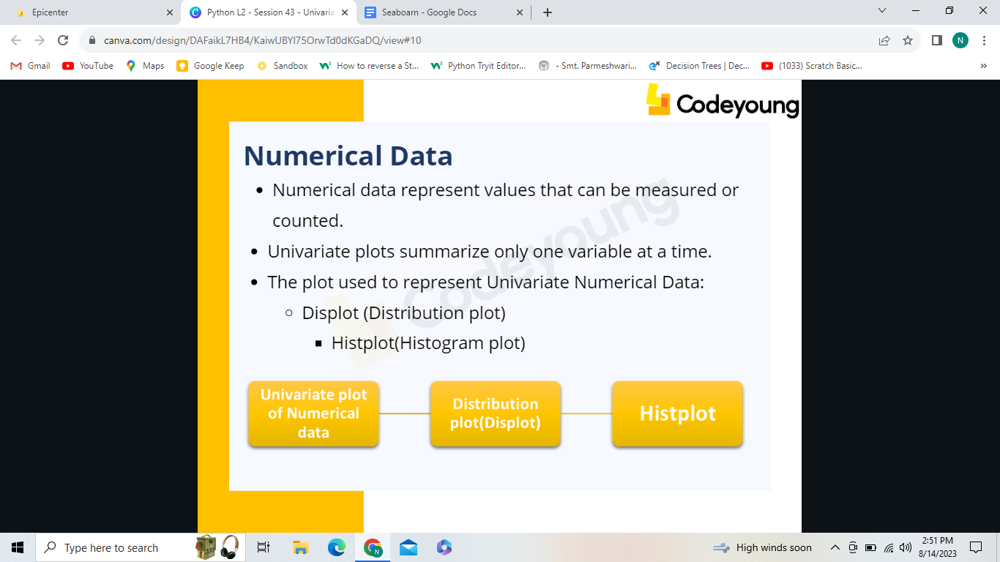 Epicenter
Python L2 - Session 43 - Univaria
Seaboarn - Google Docs
canva.com/design/DAFaikL7HB4/KaiwUBYI75OrwTd0dKGaDQ/view#10
N
Gmail
YouTube
Maps
Google Keep
Sandbox
How to reverse a St...
Python Tryit Editor...
- Smt. Parmeshwari...
Decision Trees | Dec...
(1033) Scratch Basic...
Codeyoung
Numerical Data
Numerical data represent values that can be measured or
counted.
Univariate plots summarize only one variable at a time.
The plot used to represent Univariate Numerical Data:
Displot (Distribution plot)
Histplot(Histogram plot)
Codeyoung
Univariate plot
of Numerical
data
Distribution
plot(Displot)
Histplot
Type here to search
N
High winds soon
2:51 PM
8/14/2023